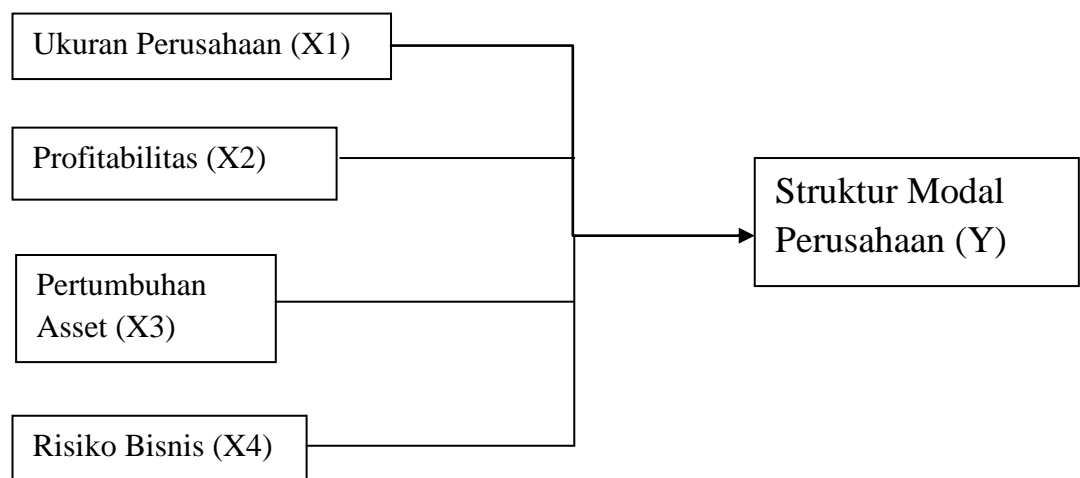 Ukuran Perusahaan (X1)
Profitabilitas (X2)
Pertumbuhan
Asset (X3)
Risiko Bisnis (X4)
Struktur Modal
Perusahaan (Y)